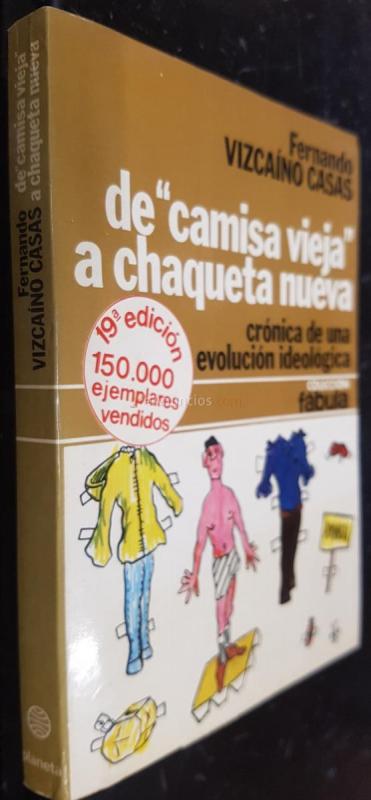 Fernando
VIZCAÍNO CASAS
de "camisa vieja"
a chaqueta nueva
Fernando
VIZCAÍNO CASAS
de "camisa vieja"
a chaqueta nueva
crónica de una
evolución ideológica
COLECCIÓN
fábula
19ª edición
150.000
ejemplares
vendidos
planeta